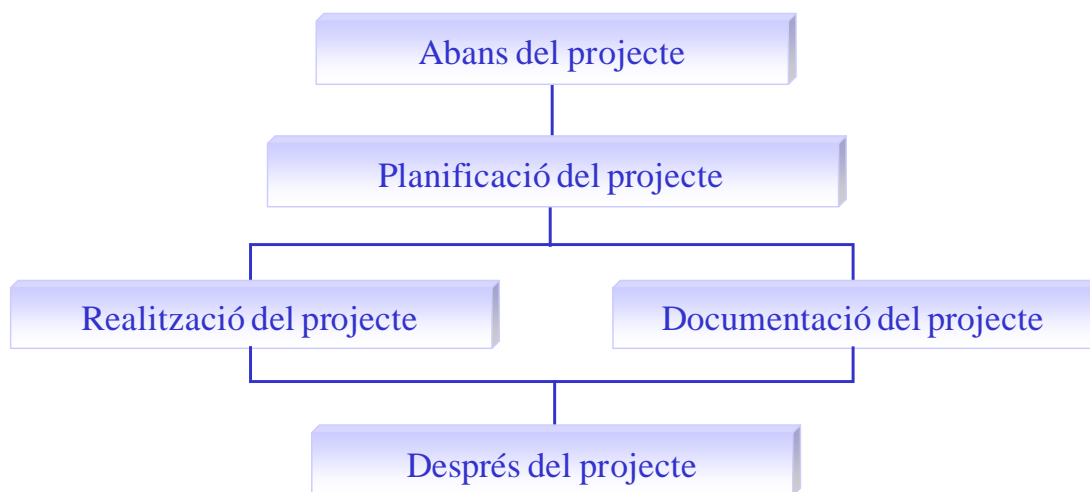 Abans del projecte
Planificació del projecte
Realització del projecte
Documentació del projecte
Després del projecte